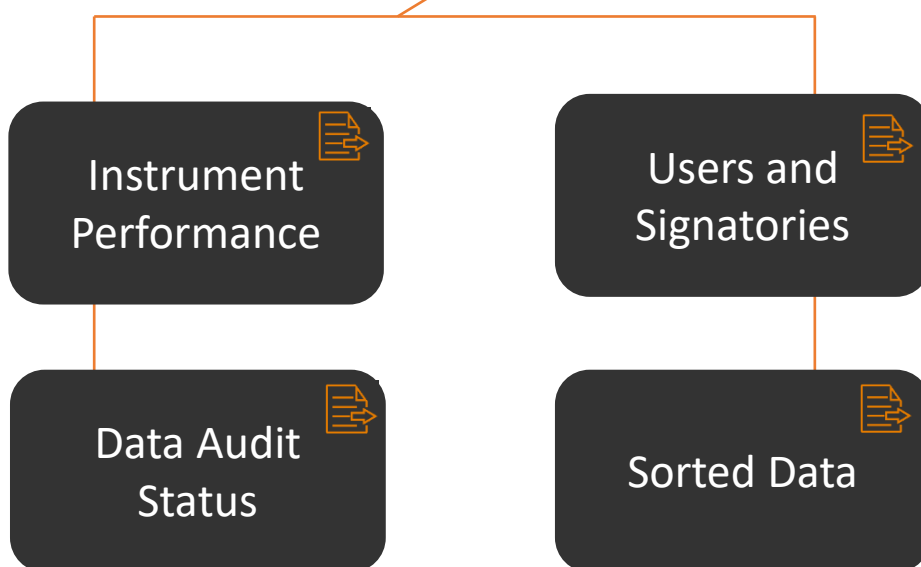 Instrument
Performance
Users and
Signatories
Data Audit
Status
Sorted Data